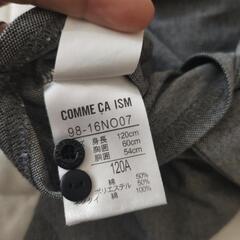 COMME ÇA ISM
98-16NO07
身長 120cm
胸囲 60cm
胴囲 54cm
120A
綿 50%
ポリエステル 50%
綿 100%